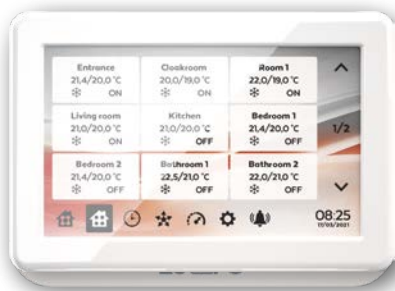 Entrance
21,4/20,0 °C
ON
Cloakroom
20,0/19,0 °C
ON
Room 1
22,0/19,0 °C
ON
Living room
21,0/20,0 °C
ON
Kitchen
21,0/20,0 °C
OFF
Bedroom 1
21,4/20,0 °C
OFF
1/2
Bedroom 2
21,4/20,0 °C
OFF
Bathroom 1
22,5/21,0 °C
OFF
Bathroom 2
22,0/21,0 °C
OFF
08:25
17/03/2021